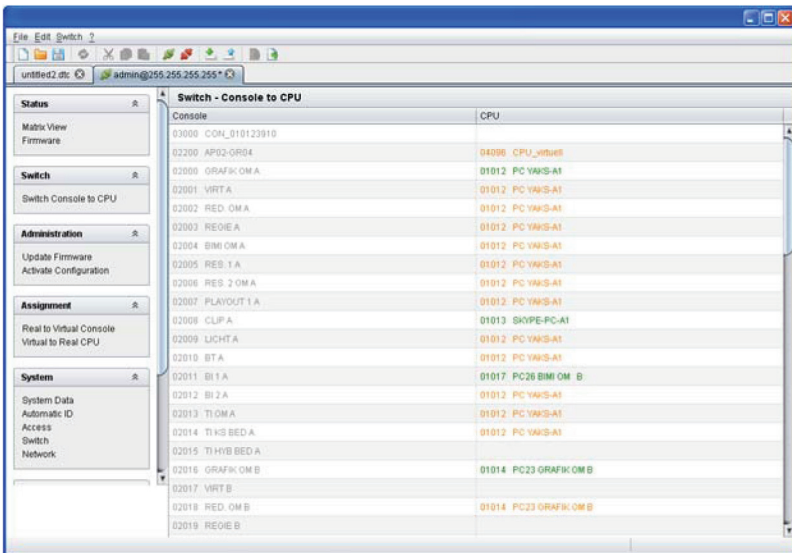 File Edit Switch ?
untitled2.dtc admin@255.255.255.255*
Status
Matrix View
Firmware
Switch
Switch Console to CPU
Administration
Update Firmware
Activate Configuration
Assignment
Real to Virtual Console
Virtual to Real CPU
System
System Data
Automatic ID
Access
Switch
Network
Switch - Console to CPU
Console CPU
03000 CON_010123910
02200 AP02-GR04 04096 CPU_virtuell
02000 GRAFIK OM A 01012 PC YAKS-A1
02001 VIRT A 01012 PC YAKS-A1
02002 RED. OM A 01012 PC YAKS-A1
02003 REGIE A 01012 PC YAKS-A1
02004 BIMI OM A 01012 PC YAKS-A1
02005 RES. 1 A 01012 PC YAKS-A1
02006 RES. 2 OM A 01012 PC YAKS-A1
02007 PLAYOUT 1 A 01012 PC YAKS-A1
02008 CLIP A 01013 SKYPE-PC-A1
02009 LICHT A 01012 PC YAKS-A1
02010 BT A 01012 PC YAKS-A1
02011 BI 1 A 01017 PC26 BIMI OM B
02012 BI 2 A 01012 PC YAKS-A1
02013 TI OM A 01012 PC YAKS-A1
02014 TI KS BED A 01012 PC YAKS-A1
02015 TI HYB BED A
02016 GRAFIK OM B 01014 PC23 GRAFIK OM B
02017 VIRT B
02018 RED. OM B 01014 PC23 GRAFIK OM B
02019 REGIE B